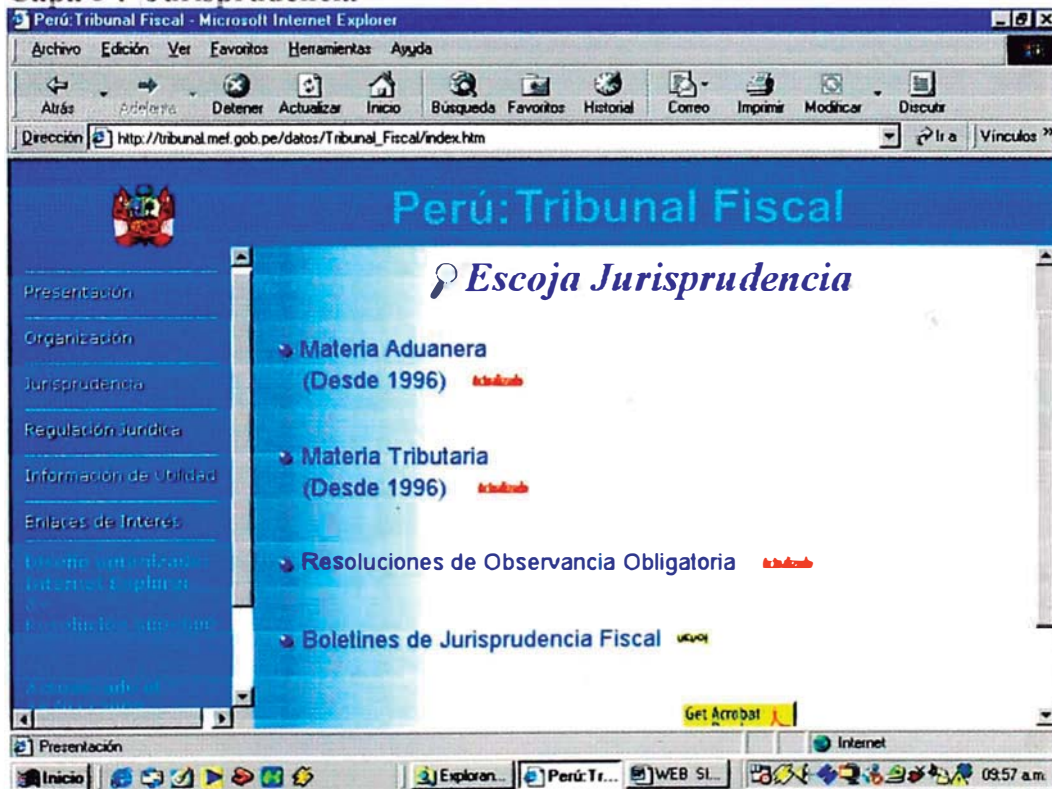 Perú:Tribunal Fiscal - Microsoft Internet Explorer
Archivo Edición Ver Favoritos Herramientas Ayuda
Atrás Adelante Detener Actualizar Inicio Búsqueda Favoritos Historial Correo Imprimir Modificar Discutir
Dirección http://tribunal.mef.gob.pe/datos/Tribunal_Fiscal/index.htm Ir a Vínculos »
Perú:Tribunal Fiscal
Presentación
Organización
Jurisprudencia
Regulación Jurídica
Información de Utilidad
Enlaces de Interés
Internet Explorer
Escoja Jurisprudencia
Materia Aduanera
(Desde 1996) Actualizado
Materia Tributaria
(Desde 1996) Actualizado
Resoluciones de Observancia Obligatoria
Boletines de Jurisprudencia Fiscal
Get Acrobat
Presentación Internet
Inicio Exploran... Perú:Tr... WEB SI... 09:57 a.m.